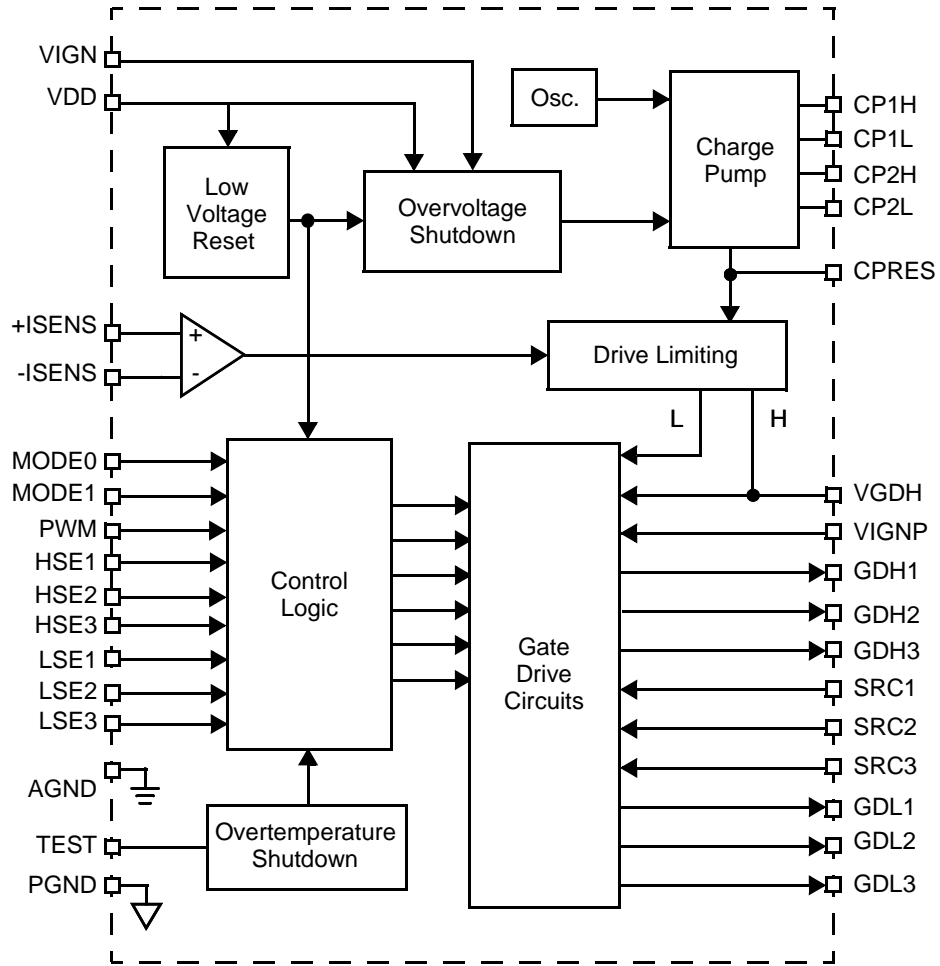 VIGN
VDD
Osc.
Charge
Pump
CP1H
CP1L
CP2H
CP2L
CPRES
Low
Voltage
Reset
Overvoltage
Shutdown
+ISENS
-ISENS
+
-
Drive Limiting
L
H
MODE0
MODE1
PWM
HSE1
HSE2
HSE3
LSE1
LSE2
LSE3
Control
Logic
Gate
Drive
Circuits
VGDH
VIGNP
GDH1
GDH2
GDH3
SRC1
SRC2
SRC3
GDL1
GDL2
GDL3
AGND
TEST
PGND
Overtemperature
Shutdown